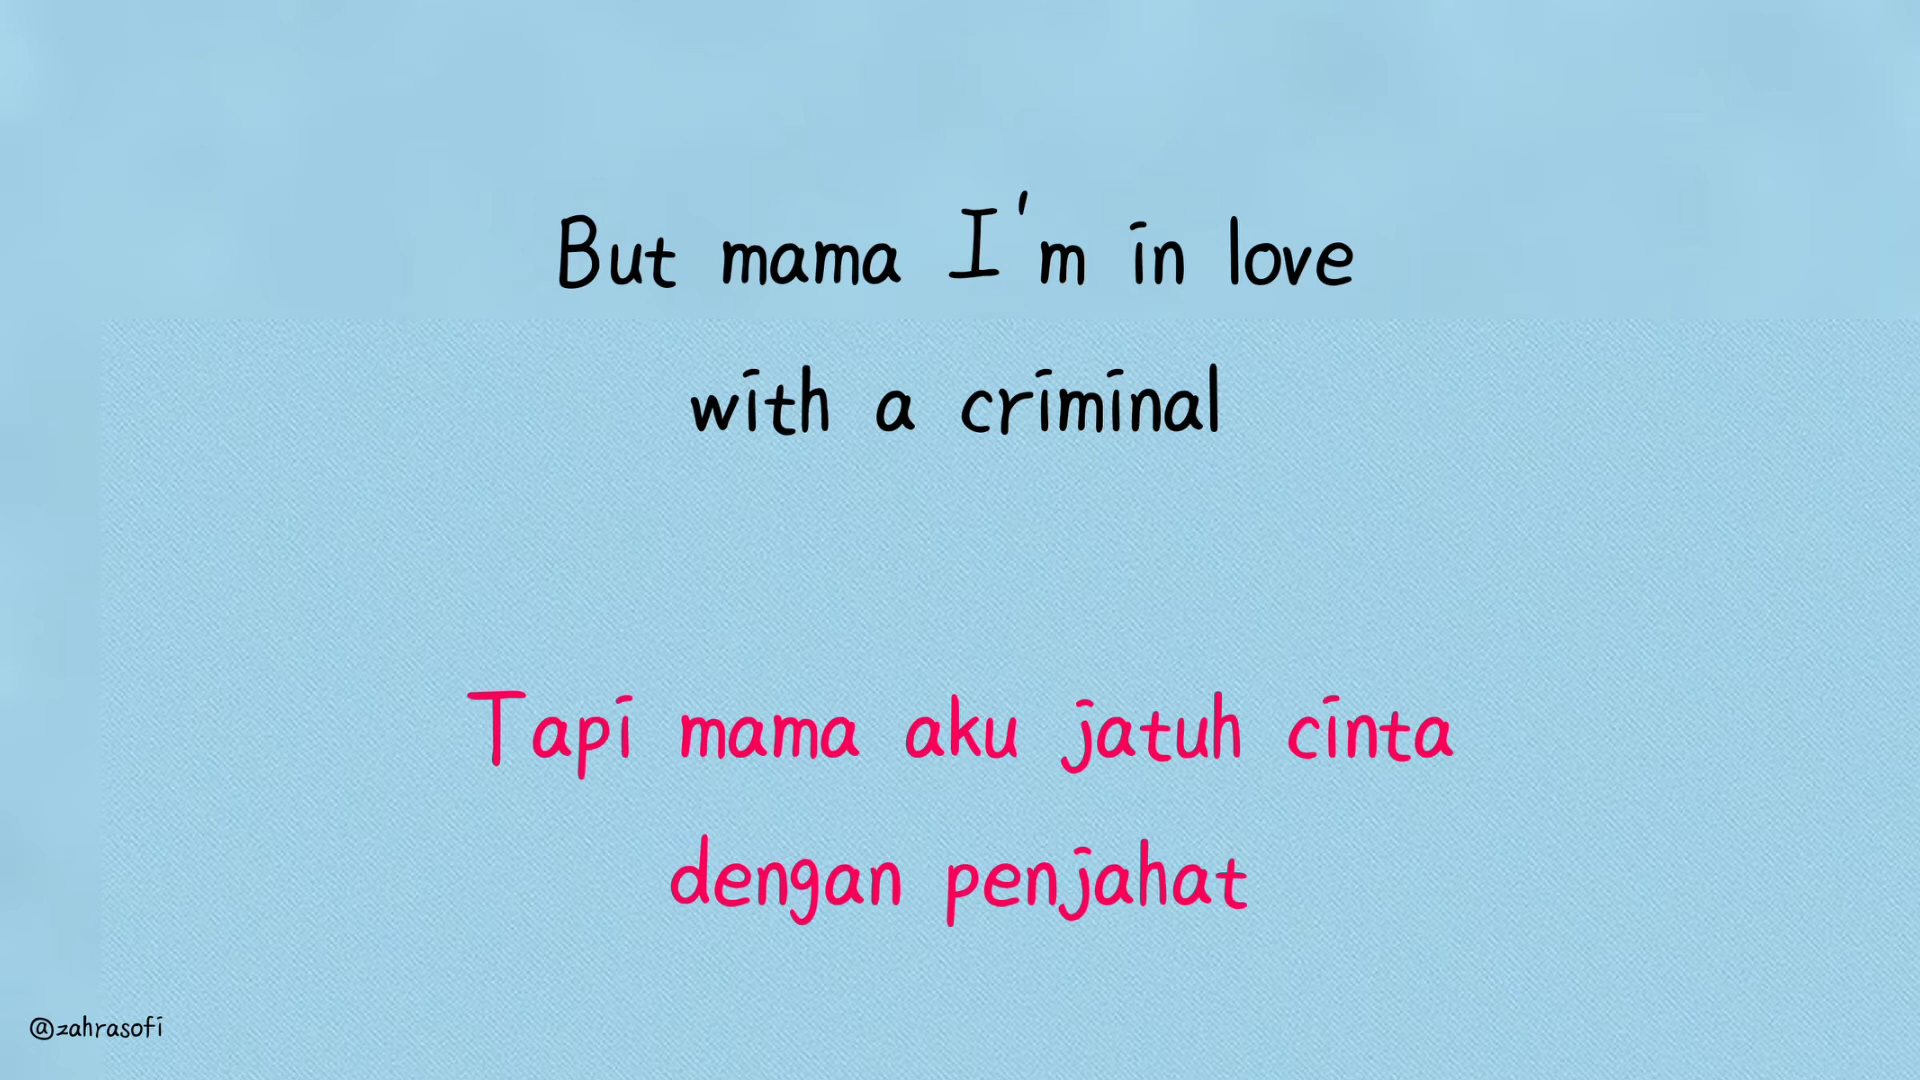 But mama I'm in love
with a criminal
Tapi mama aku jatuh cinta
dengan penjahat
@zahrasofi